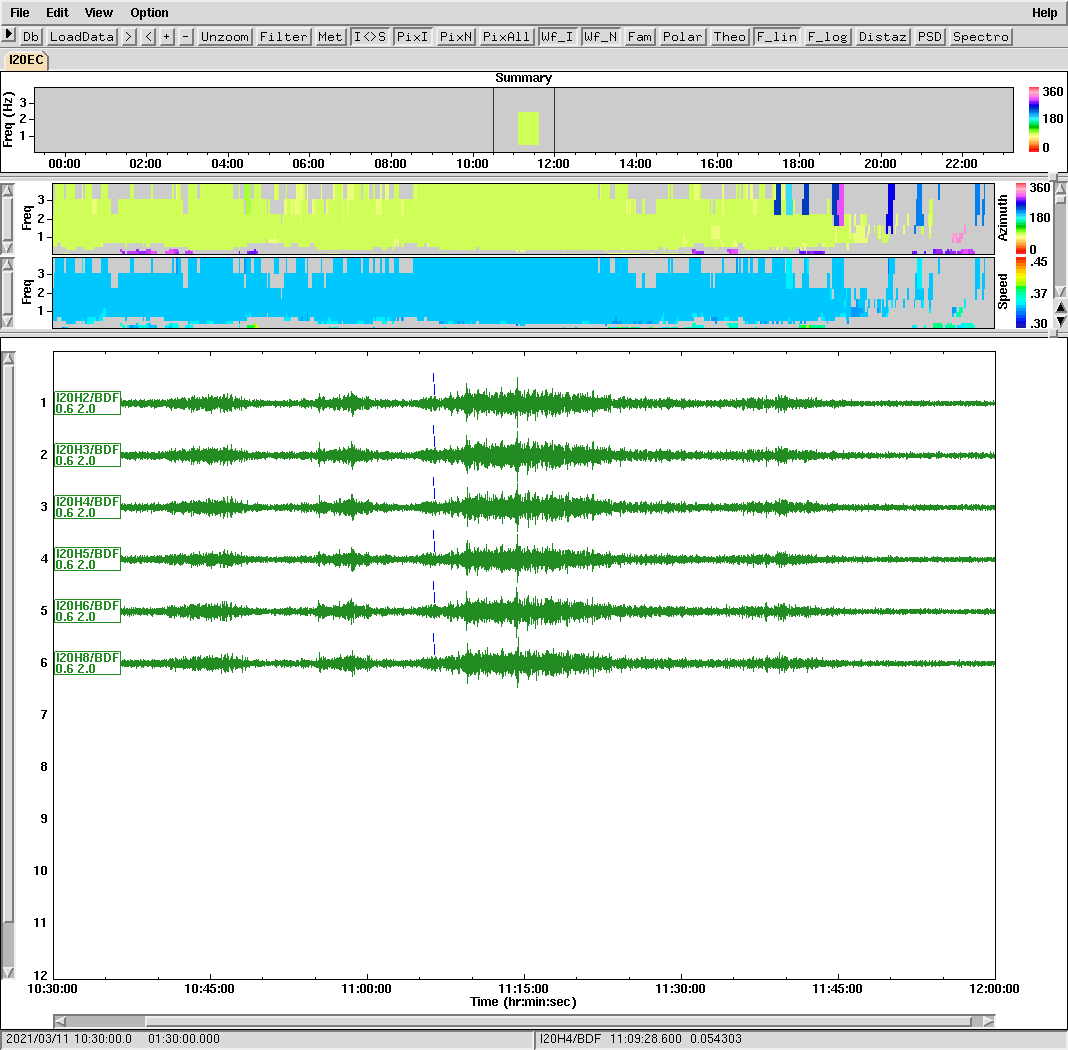 File Edit View Option Help
Db LoadData > < + - Unzoom Filter Met I<>S PixI PixN PixAll Wf_I Wf_N Fam Polar Theo F_lin F_log Distaz PSD Spectro
I20EC
Summary
Freq (Hz)
3
2
1
00:00 02:00 04:00 06:00 08:00 10:00 12:00 14:00 16:00 18:00 20:00 22:00
360
180
0
Freq
3
2
1
360
180
0
Azimuth
Freq
3
2
1
.45
.37
.30
Speed
1 I20H2/BDF
0.6 2.0
2 I20H3/BDF
0.6 2.0
3 I20H4/BDF
0.6 2.0
4 I20H5/BDF
0.6 2.0
5 I20H6/BDF
0.6 2.0
6 I20H8/BDF
0.6 2.0
7
8
9
10
11
12
10:30:00 10:45:00 11:00:00 11:15:00 11:30:00 11:45:00 12:00:00
Time (hr:min:sec)
2021/03/11 10:30:00.0 01:30:00.000 I20H4/BDF 11:09:28.600 0.054303